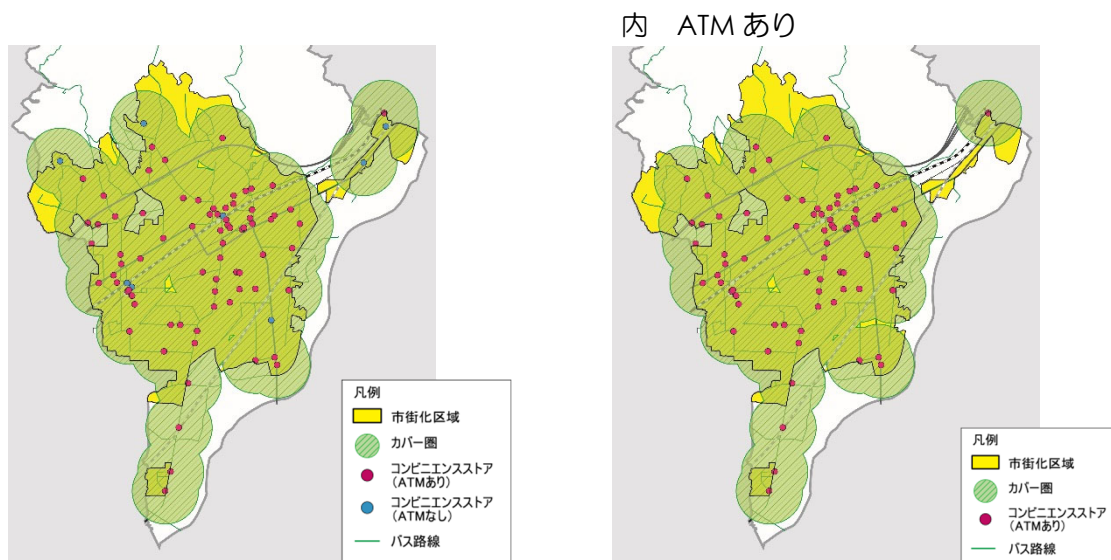 内 ATM あり
凡例
市街化区域
カバー圏
コンビニエンスストア
(ATMあり)
コンビニエンスストア
(ATMなし)
バス路線
凡例
市街化区域
カバー圏
コンビニエンスストア
(ATMあり)
バス路線